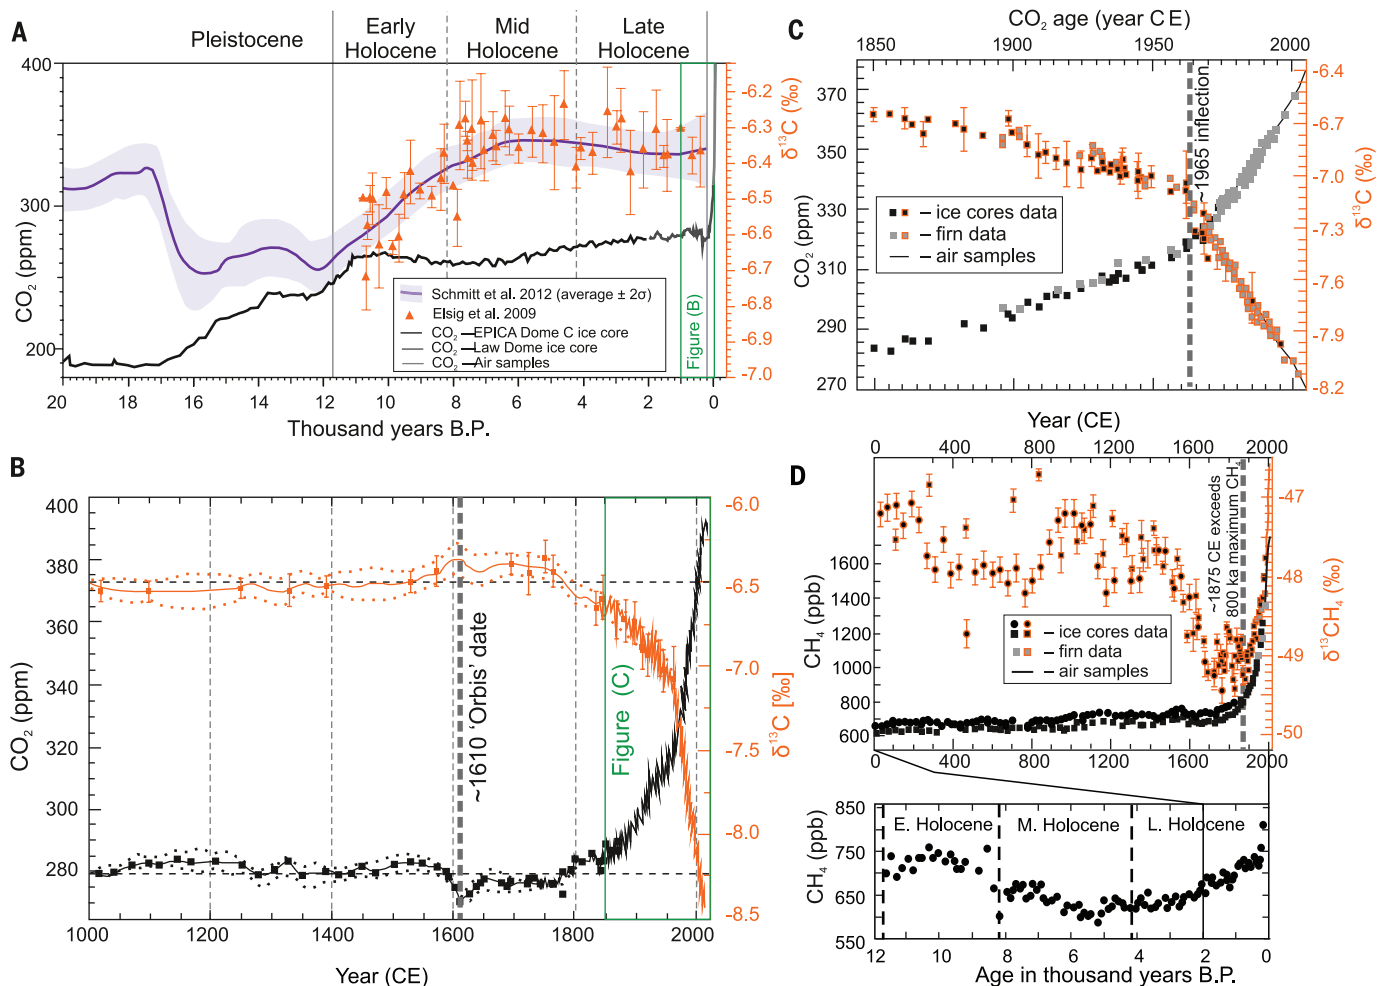 A
Pleistocene
Early
Holocene
Mid
Holocene
Late
Holocene
400
300
250
200
CO₂ (ppm)
-6.2
-6.3
-6.4
-6.5
-6.6
-6.7
-6.8
-6.9
-7.0
δ¹³C (‰)
Schmitt et al. 2012 (average ± 2σ)
Elsig et al. 2009
CO₂ — EPICA Dome C ice core
CO₂ — Law Dome ice core
CO₂ — Air samples
Figure (B)
20 18 16 14 12 10 8 6 4 2 0
Thousand years B.P.
B
400
380
360
340
320
300
280
260
CO₂ (ppm)
-6.0
-6.5
-7.0
-7.5
-8.0
-8.5
δ¹³C [‰]
~1610 ‘Orbis’ date
Figure (C)
1000 1200 1400 1600 1800 2000
Year (CE)
C
CO₂ age (year CE)
1850 1900 1950 2000
370
350
330
310
290
270
CO₂ (ppm)
-6.4
-6.7
-7.0
-7.3
-7.6
-7.9
-8.2
δ¹³C (‰)
~1965 inflection
– ice cores data
– firn data
– air samples
Year (CE)
0 400 800 1200 1600 2000
D
1600
1400
1200
1000
800
600
CH₄ (ppb)
-47
-48
-49
-50
δ¹³CH₄ (‰)
~1875 CE exceeds
800 ka maximum CH₄
– ice cores data
– firn data
– air samples
0 400 800 1200 1600 2000
850
750
650
550
CH₄ (ppb)
E. Holocene
M. Holocene
L. Holocene
12 10 8 6 4 2 0
Age in thousand years B.P.